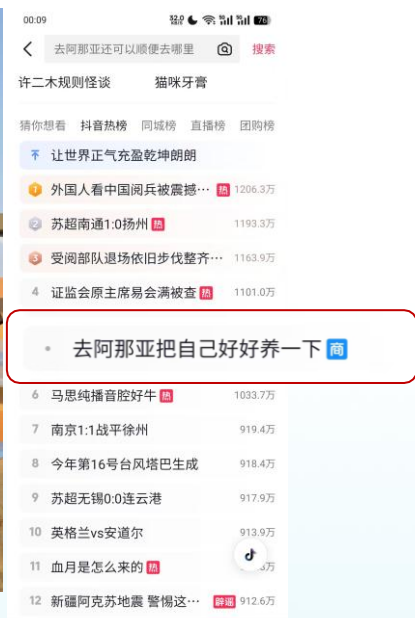 00:09 76
去阿那亚还可以顺便去哪里 搜索
许二木规则怪谈 猫咪牙膏
猜你想看 抖音热榜 同城榜 直播榜 团购榜
让世界正气充盈乾坤朗朗
1 外国人看中国阅兵被震撼… 热 1206.3万
2 苏超南通1:0扬州 热 1193.3万
3 受阅部队退场依旧步伐整齐… 1163.9万
4 证监会原主席易会满被查 热 1101.0万
去阿那亚把自己好好养一下 商
6 马思纯播音腔好牛 热 1033.7万
7 南京1:1战平徐州 919.4万
8 今年第16号台风塔巴生成 918.4万
9 苏超无锡0:0连云港 917.9万
10 英格兰vs安道尔 913.9万
11 血月是怎么来的 热
12 新疆阿克苏地震 警惕这… 辟谣 912.6万